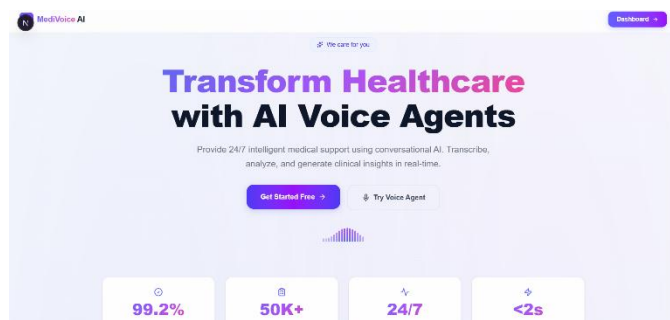 N
MediVoice AI
Dashboard →
We care for you
Transform Healthcare
with AI Voice Agents
Provide 24/7 intelligent medical support using conversational AI. Transcribe,
analyze, and generate clinical insights in real-time.
Get Started Free →
Try Voice Agent
99.2%
50K+
24/7
<2s